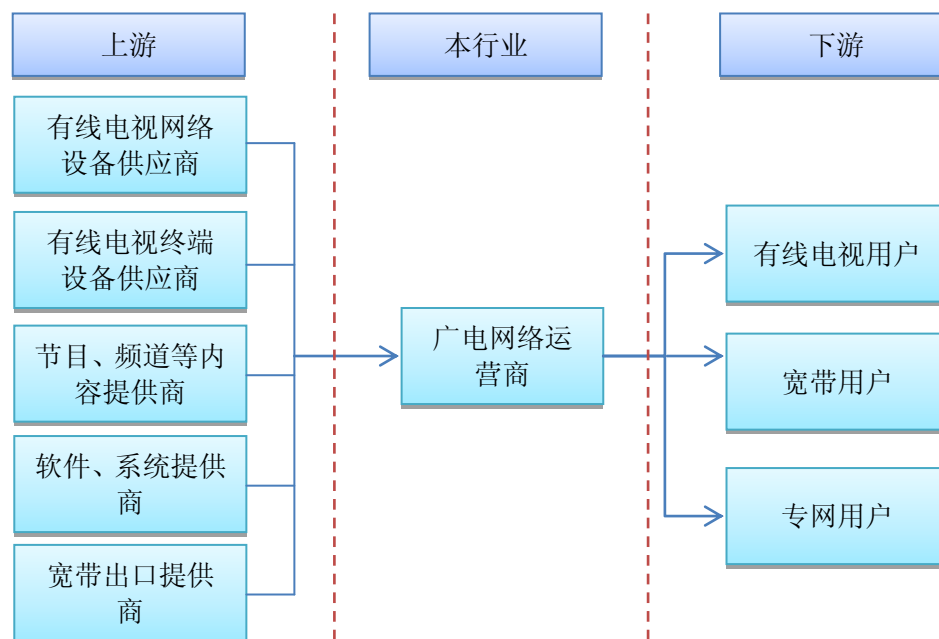 上游
本行业
下游
有线电视网络
设备供应商
有线电视终端
设备供应商
节目、频道等内
容提供商
软件、系统提供
商
宽带出口提供
商
广电网络运
营商
有线电视用户
宽带用户
专网用户